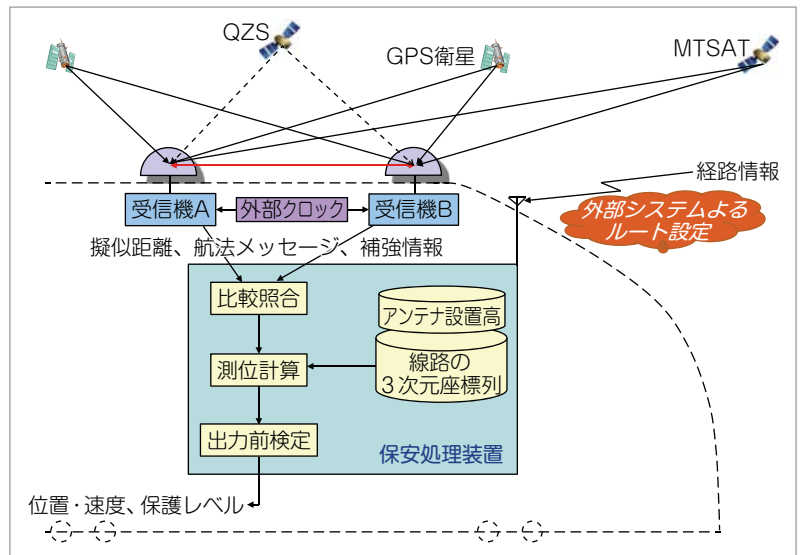 QZS
GPS衛星
MTSAT
経路情報
受信機A
外部クロック
受信機B
外部システムよる
ルート設定
擬似距離、航法メッセージ、補強情報
比較照合
アンテナ設置高
測位計算
線路の
3次元座標列
出力前検定
保安処理装置
位置・速度、保護レベル